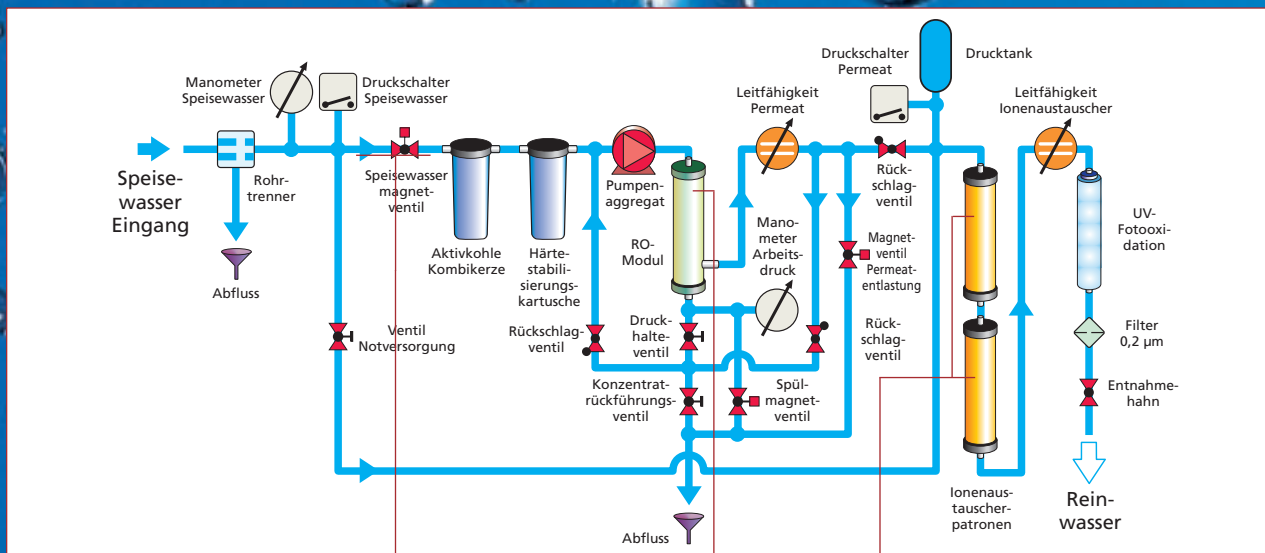 Manometer
Speisewasser
Druckschalter
Speisewasser
Druckschalter
Permeat
Drucktank
Leitfähigkeit
Permeat
Leitfähigkeit
Ionenaustauscher
Speise-
wasser
Eingang
Rohr-
trenner
Abfluss
Speisewasser
magnet-
ventil
Aktivkohle
Kombikerze
Härte-
stabili-
sierungs-
kartusche
Pumpen-
aggregat
RO-
Modul
Mano-
meter
Arbeits-
druck
Rück-
schlag-
ventil
Magnet-
ventil
Permeat-
entlastung
UV-
Fotooxi-
dation
Ventil
Notversorgung
Rückschlag-
ventil
Druck-
halte-
ventil
Rück-
schlag-
ventil
Filter
0,2 µm
Konzentrat-
rückführungs-
ventil
Spül-
magnet-
ventil
Entnahme-
hahn
Abfluss
Ionenaus-
tauscher-
patronen
Rein-
wasser